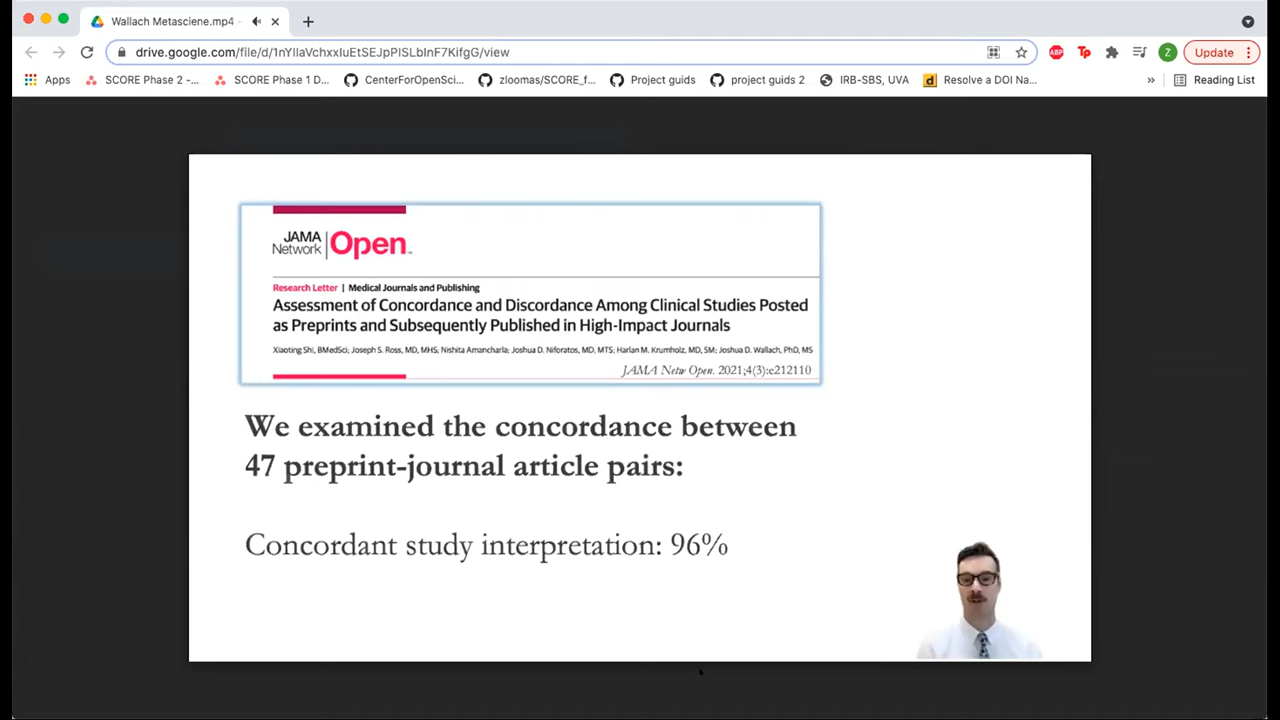 Wallach Metasciene.mp4 -
drive.google.com/file/d/1nYIlaVchxxIuEtSEJpPISLbInF7KifgG/view
ABP
Tp
Z
Update
Apps
SCORE Phase 2 -...
SCORE Phase 1 D...
CenterForOpenSci...
zloomas/SCORE_f...
Project guids
project guids 2
IRB-SBS, UVA
d
Resolve a DOI Na...
»
Reading List
JAMA
Network
Open™
Research Letter | Medical Journals and Publishing
Assessment of Concordance and Discordance Among Clinical Studies Posted
as Preprints and Subsequently Published in High-Impact Journals
Xiaoting Shi, BMedSci; Joseph S. Ross, MD, MHS; Nishita Amancharla; Joshua D. Niforatos, MD, MTS; Harlan M. Krumholz, MD, SM; Joshua D. Wallach, PhD, MS
JAMA Netw Open. 2021;4(3):e212110
We examined the concordance between
47 preprint-journal article pairs:
Concordant study interpretation: 96%